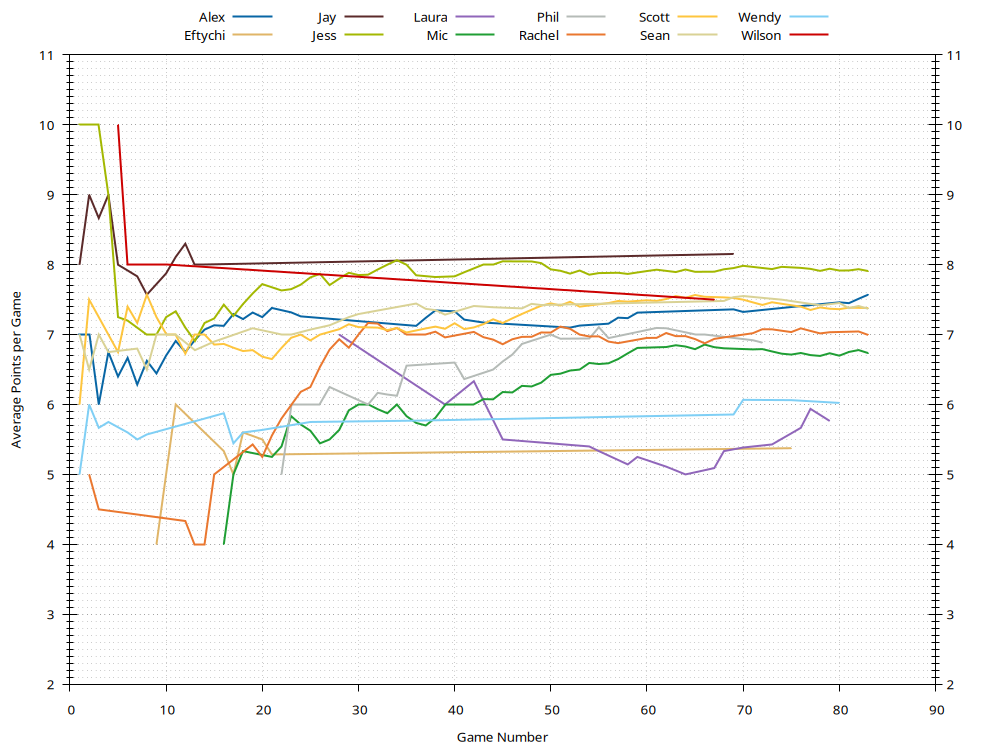 Alex Jay Laura Phil Scott Wendy
Eftychi Jess Mic Rachel Sean Wilson
11 11
10 10
9 9
8 8
7 7
6 6
5 5
4 4
3 3
2 2
Average Points per Game
0 10 20 30 40 50 60 70 80 90
Game Number